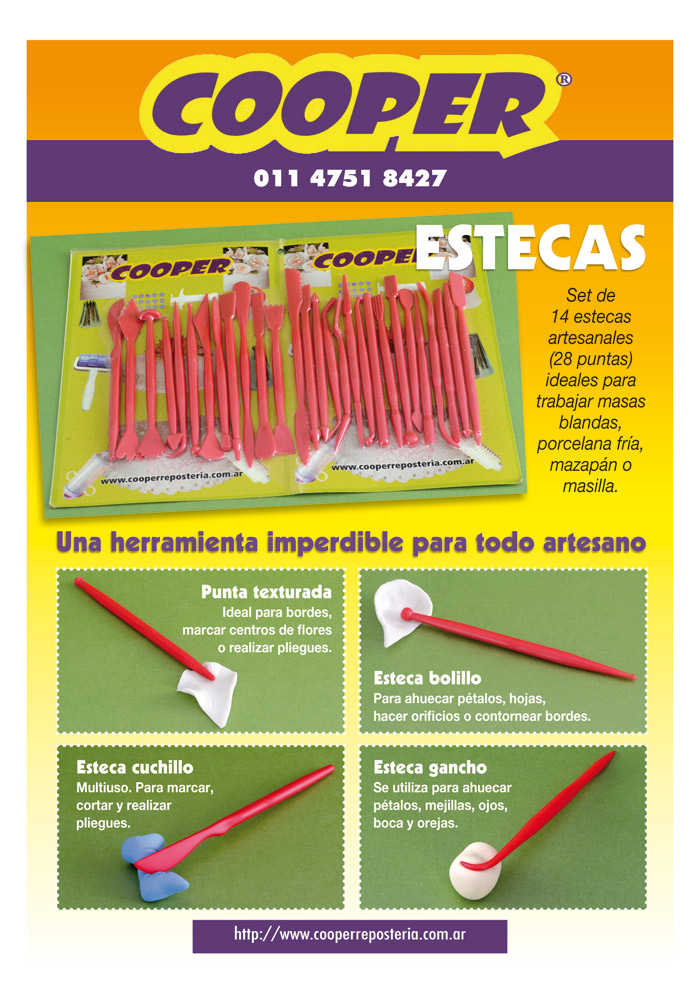 COOPER®
011 4751 8427
ESTECAS
COOPER
COOPER
www.cooperreposteria.com.ar
www.cooperreposteria.com.ar
Set de
14 estecas
artesanales
(28 puntas)
ideales para
trabajar masas
blandas,
porcelana fría,
mazapán o
masilla.
Una herramienta imperdible para todo artesano
Punta texturada
Ideal para bordes,
marcar centros de flores
o realizar pliegues.
Esteca bolillo
Para ahuecar pétalos, hojas,
hacer orificios o contornear bordes.
Esteca cuchillo
Multiuso. Para marcar,
cortar y realizar
pliegues.
Esteca gancho
Se utiliza para ahuecar
pétalos, mejillas, ojos,
boca y orejas.
http://www.cooperreposteria.com.ar